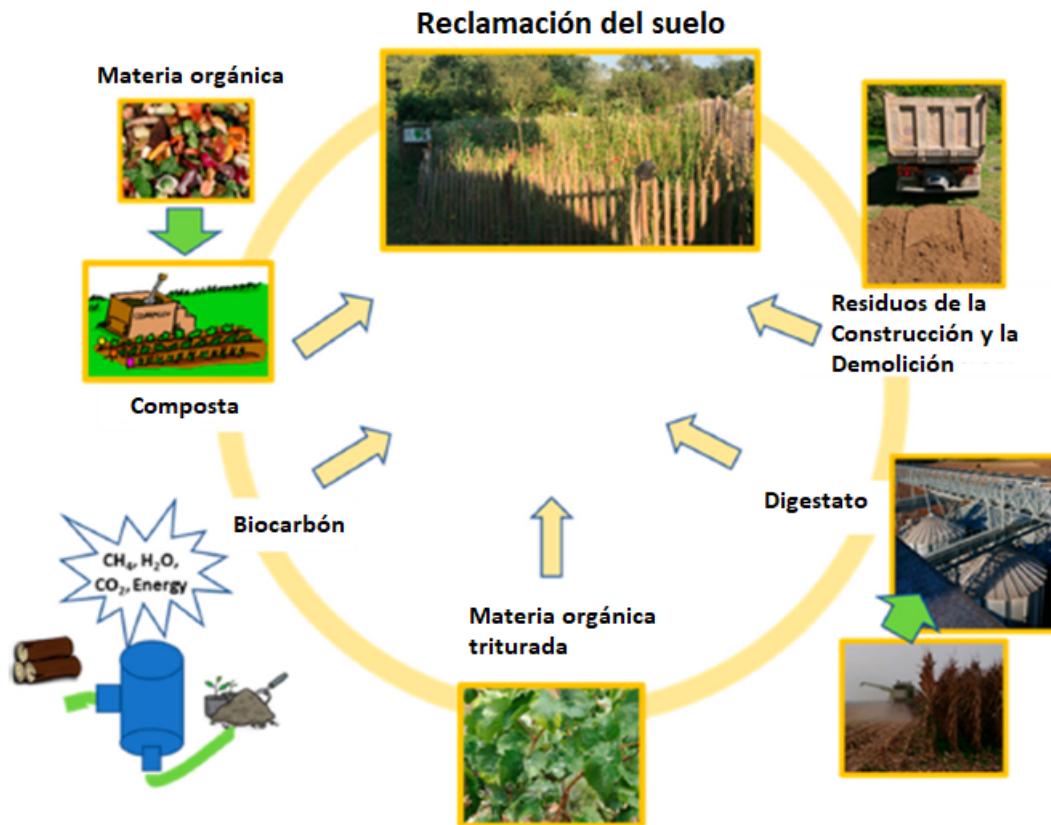 Reclamación del suelo
Materia orgánica
Composta
Residuos de la
Construcción y la
Demolición
Biocarbón
Digestato
CH₄, H₂O,
CO₂, Energy
Materia orgánica
triturada